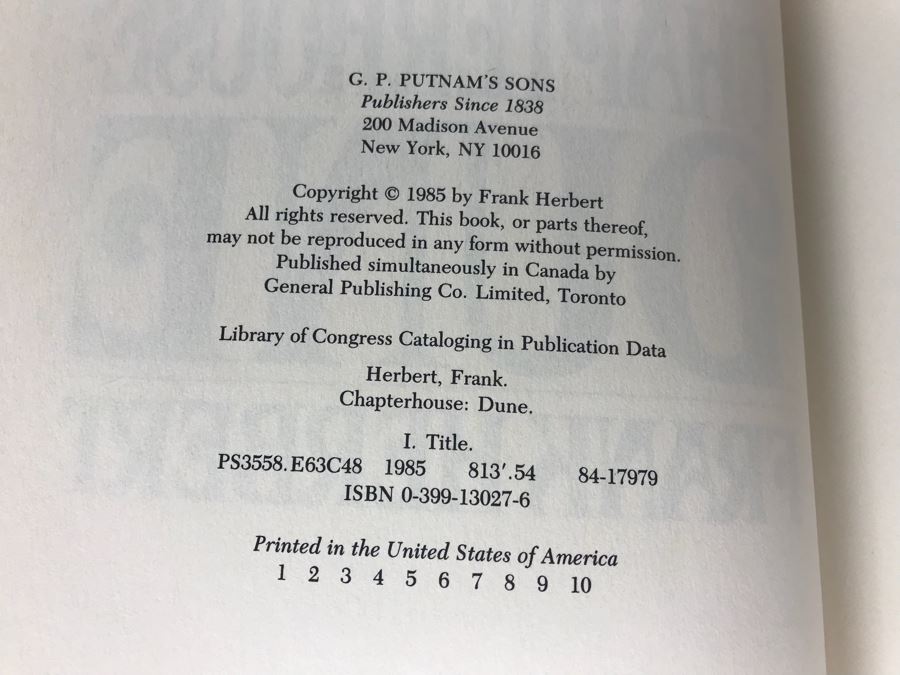 G. P. PUTNAM'S SONS
Publishers Since 1838
200 Madison Avenue
New York, NY 10016
Copyright © 1985 by Frank Herbert
All rights reserved. This book, or parts thereof,
may not be reproduced in any form without permission.
Published simultaneously in Canada by
General Publishing Co. Limited, Toronto
Library of Congress Cataloging in Publication Data
Herbert, Frank.
Chapterhouse: Dune.
I. Title.
PS3558.E63C48 1985 813′.54 84-17979
ISBN 0-399-13027-6
Printed in the United States of America
1 2 3 4 5 6 7 8 9 10